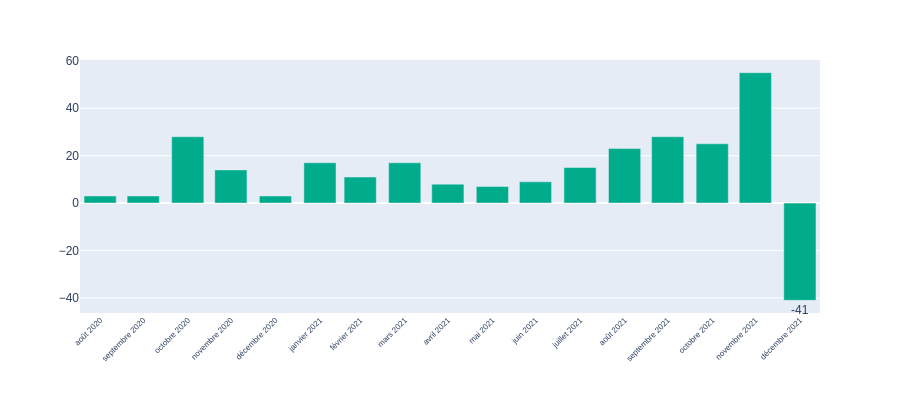 60
40
20
0
−20
−40
-41
août 2020
septembre 2020
octobre 2020
novembre 2020
décembre 2020
janvier 2021
février 2021
mars 2021
avril 2021
mai 2021
juin 2021
juillet 2021
août 2021
septembre 2021
octobre 2021
novembre 2021
décembre 2021